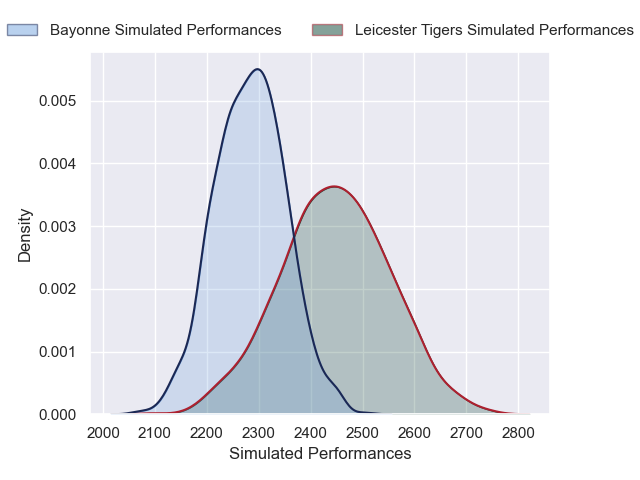 Bayonne Simulated Performances
Leicester Tigers Simulated Performances
Density
0.005
0.004
0.003
0.002
0.001
0.000
2000 2100 2200 2300 2400 2500 2600 2700 2800
Simulated Performances